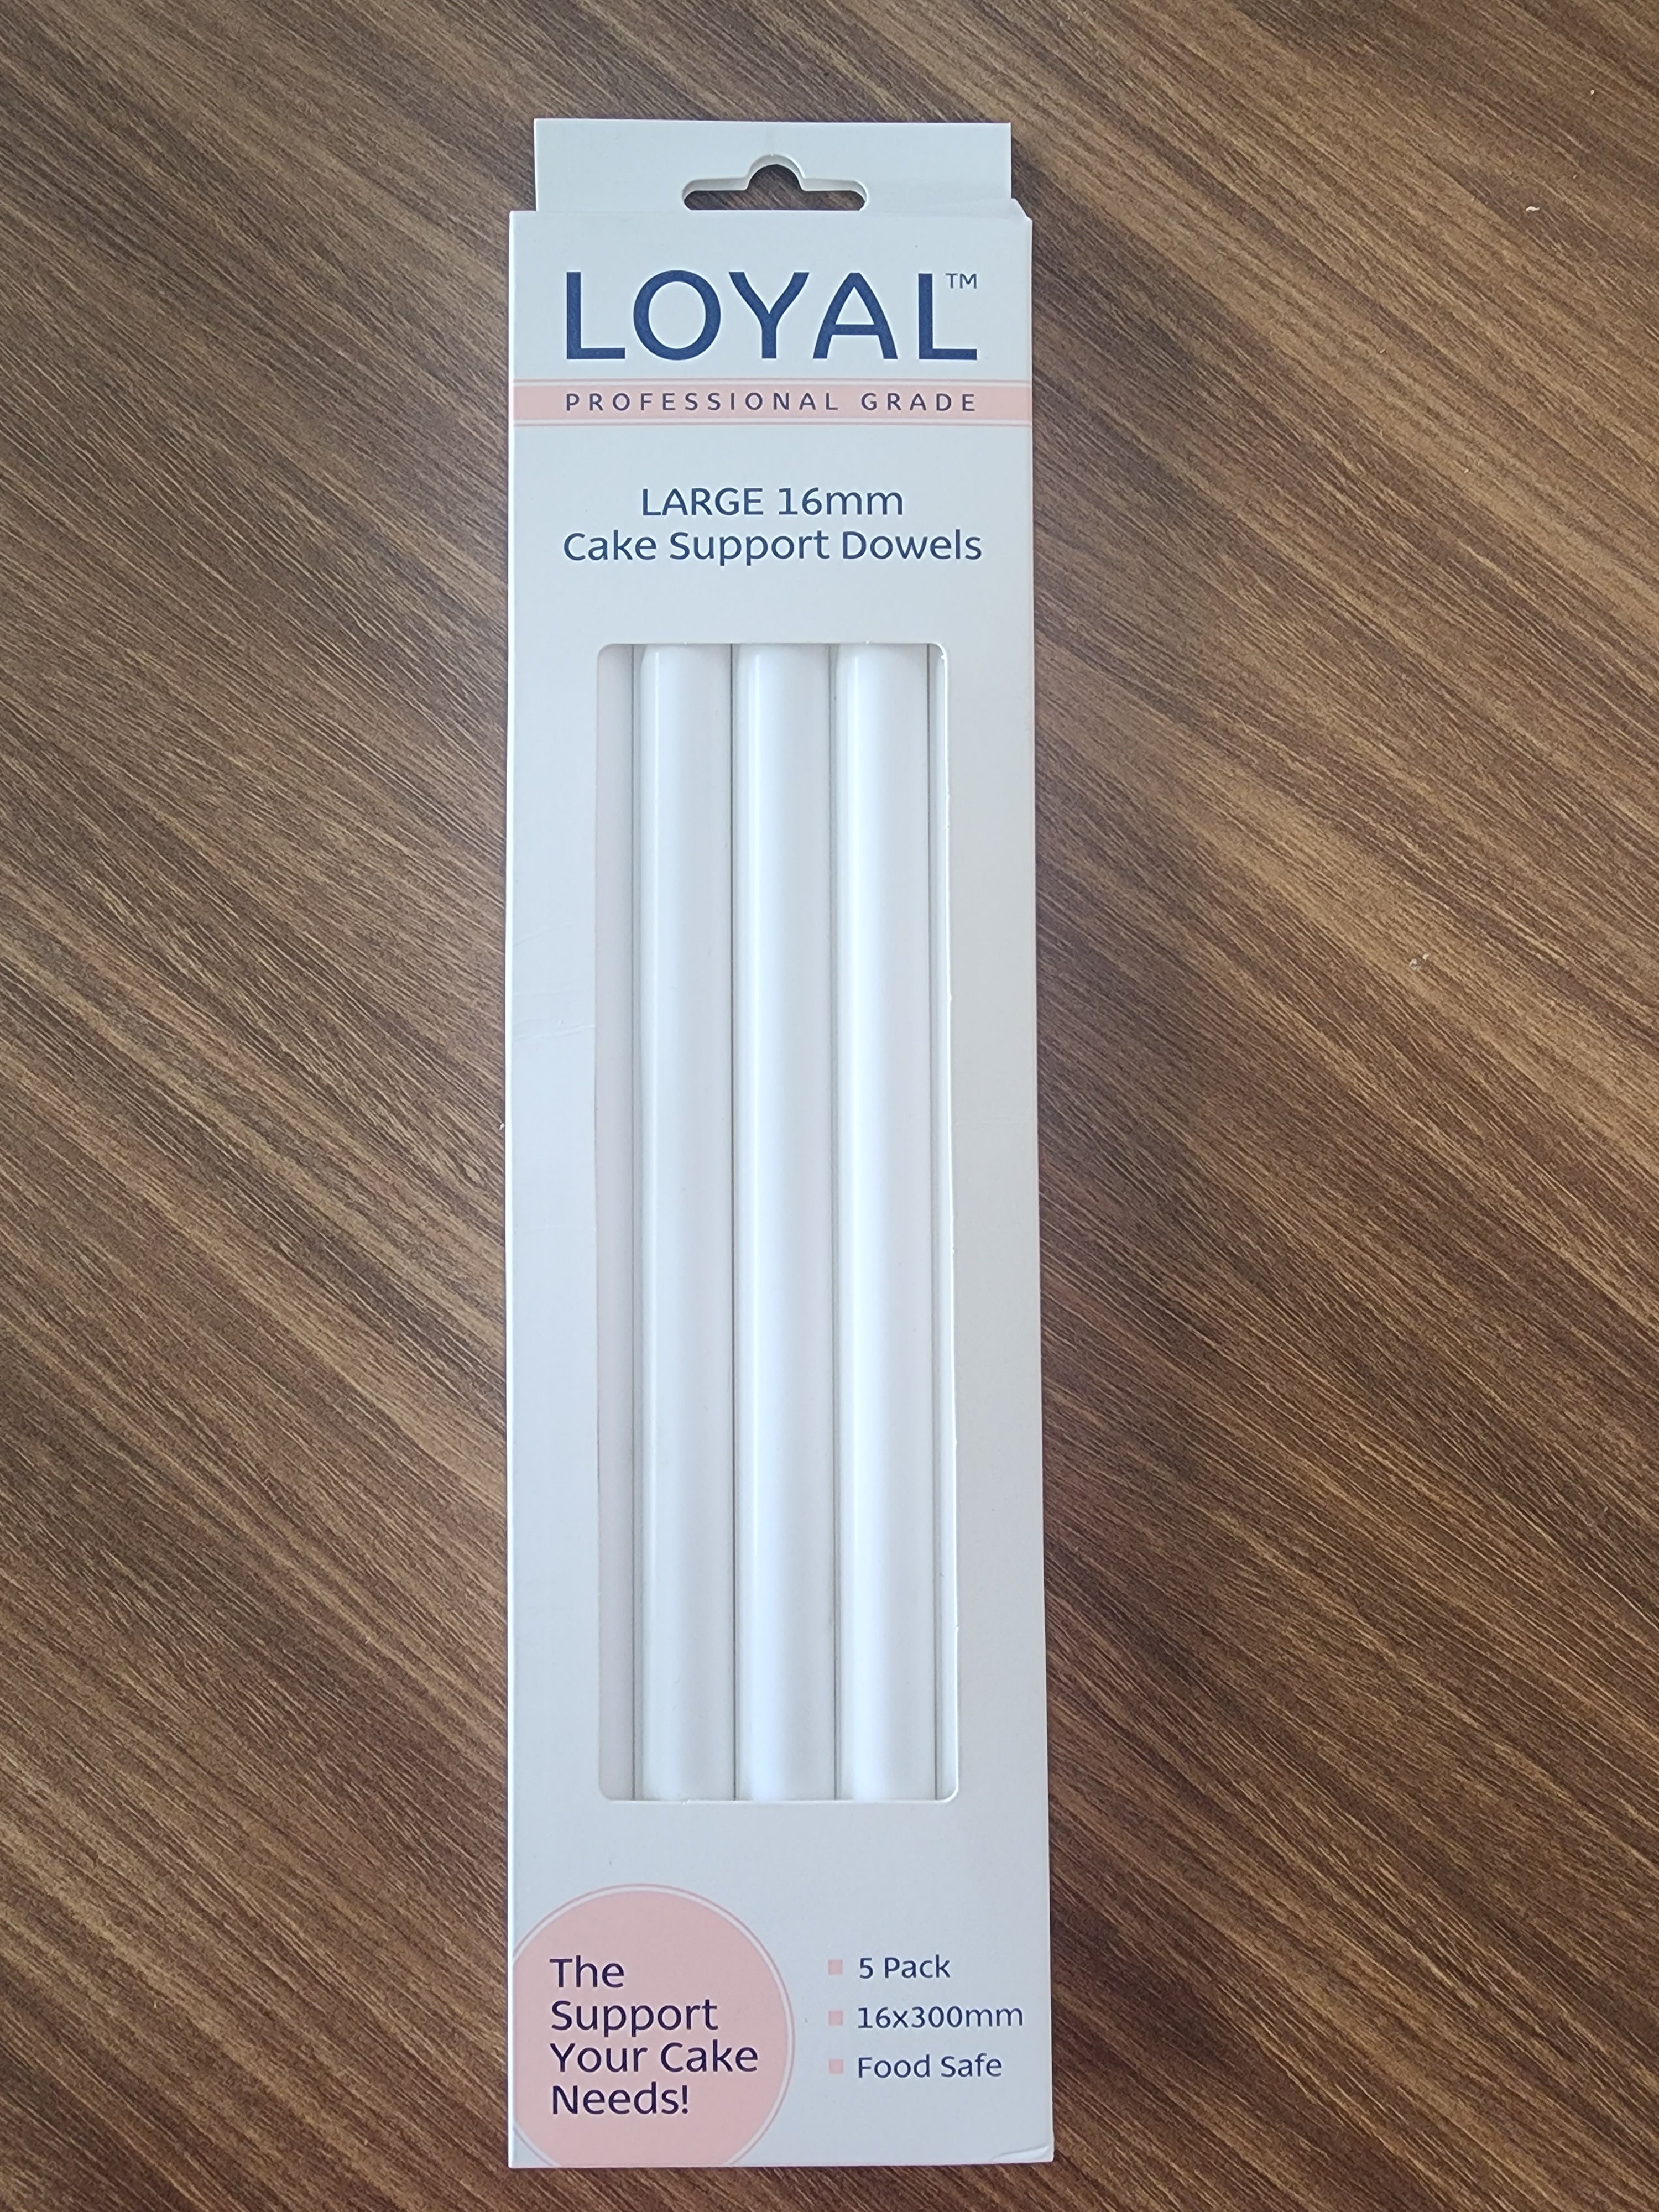 LOYAL™
PROFESSIONAL GRADE
LARGE 16mm
Cake Support Dowels
The
Support
Your Cake
Needs!
5 Pack
16x300mm
Food Safe